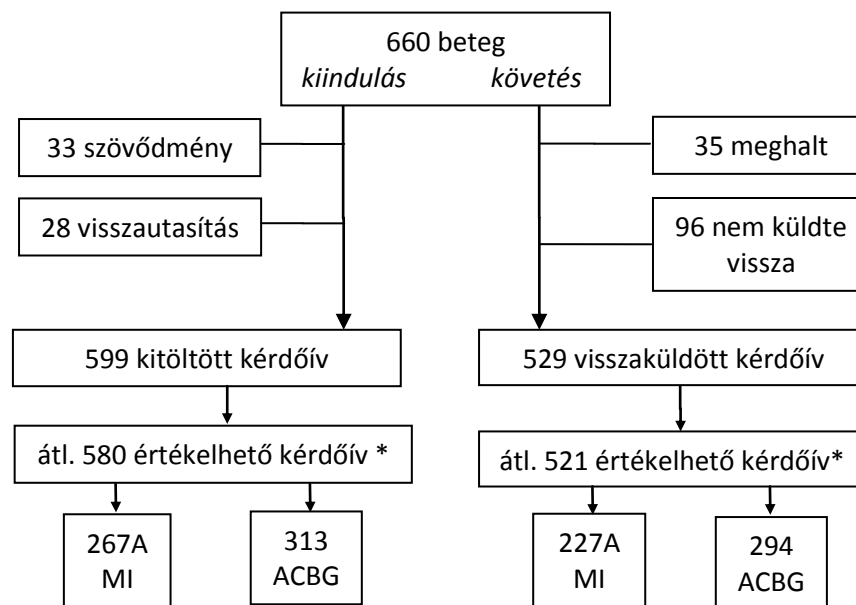 660 beteg
kiindulás követés
33 szövődmény
28 visszautasítás
35 meghalt
96 nem küldte
vissza
599 kitöltött kérdőív
529 visszaküldött kérdőív
átl. 580 értékelhető kérdőív *
átl. 521 értékelhető kérdőív*
267A
MI
313
ACBG
227A
MI
294
ACBG